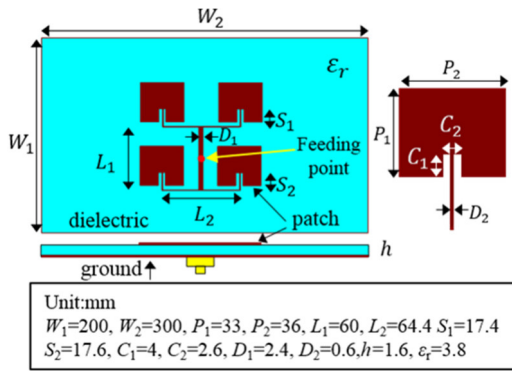 W₂
εᵣ
P₂
W₁
S₁
D₁
Feeding
point
L₁
P₁
C₂
C₁
S₂
L₂
D₂
dielectric
patch
h
ground
Unit:mm
W₁=200, W₂=300, P₁=33, P₂=36, L₁=60, L₂=64.4 S₁=17.4
S₂=17.6, C₁=4, C₂=2.6, D₁=2.4, D₂=0.6,h=1.6, εᵣ=3.8